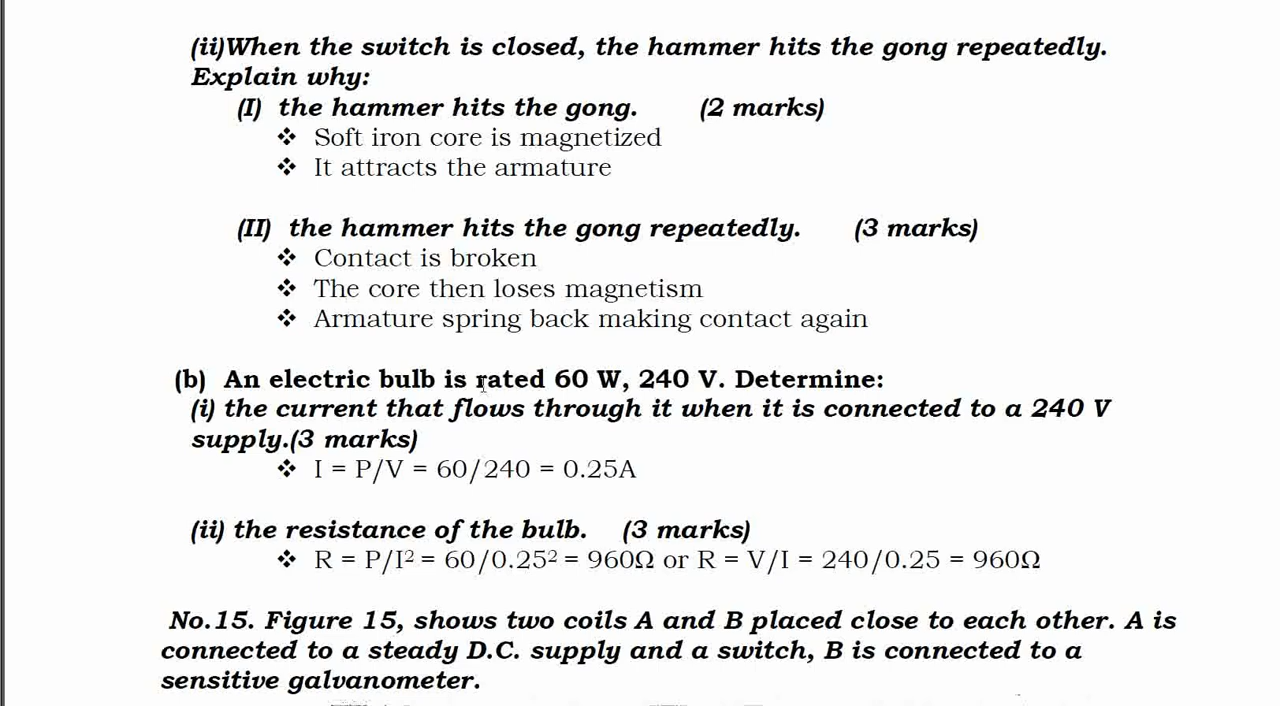 (ii)When the switch is closed, the hammer hits the gong repeatedly.
Explain why:
(I) the hammer hits the gong. (2 marks)
❖ Soft iron core is magnetized
❖ It attracts the armature
(II) the hammer hits the gong repeatedly. (3 marks)
❖ Contact is broken
❖ The core then loses magnetism
❖ Armature spring back making contact again
(b) An electric bulb is rated 60 W, 240 V. Determine:
(i) the current that flows through it when it is connected to a 240 V
supply.(3 marks)
❖ I = P/V = 60/240 = 0.25A
(ii) the resistance of the bulb. (3 marks)
❖ R = P/I² = 60/0.25² = 960Ω or R = V/I = 240/0.25 = 960Ω
No.15. Figure 15, shows two coils A and B placed close to each other. A is
connected to a steady D.C. supply and a switch, B is connected to a
sensitive galvanometer.